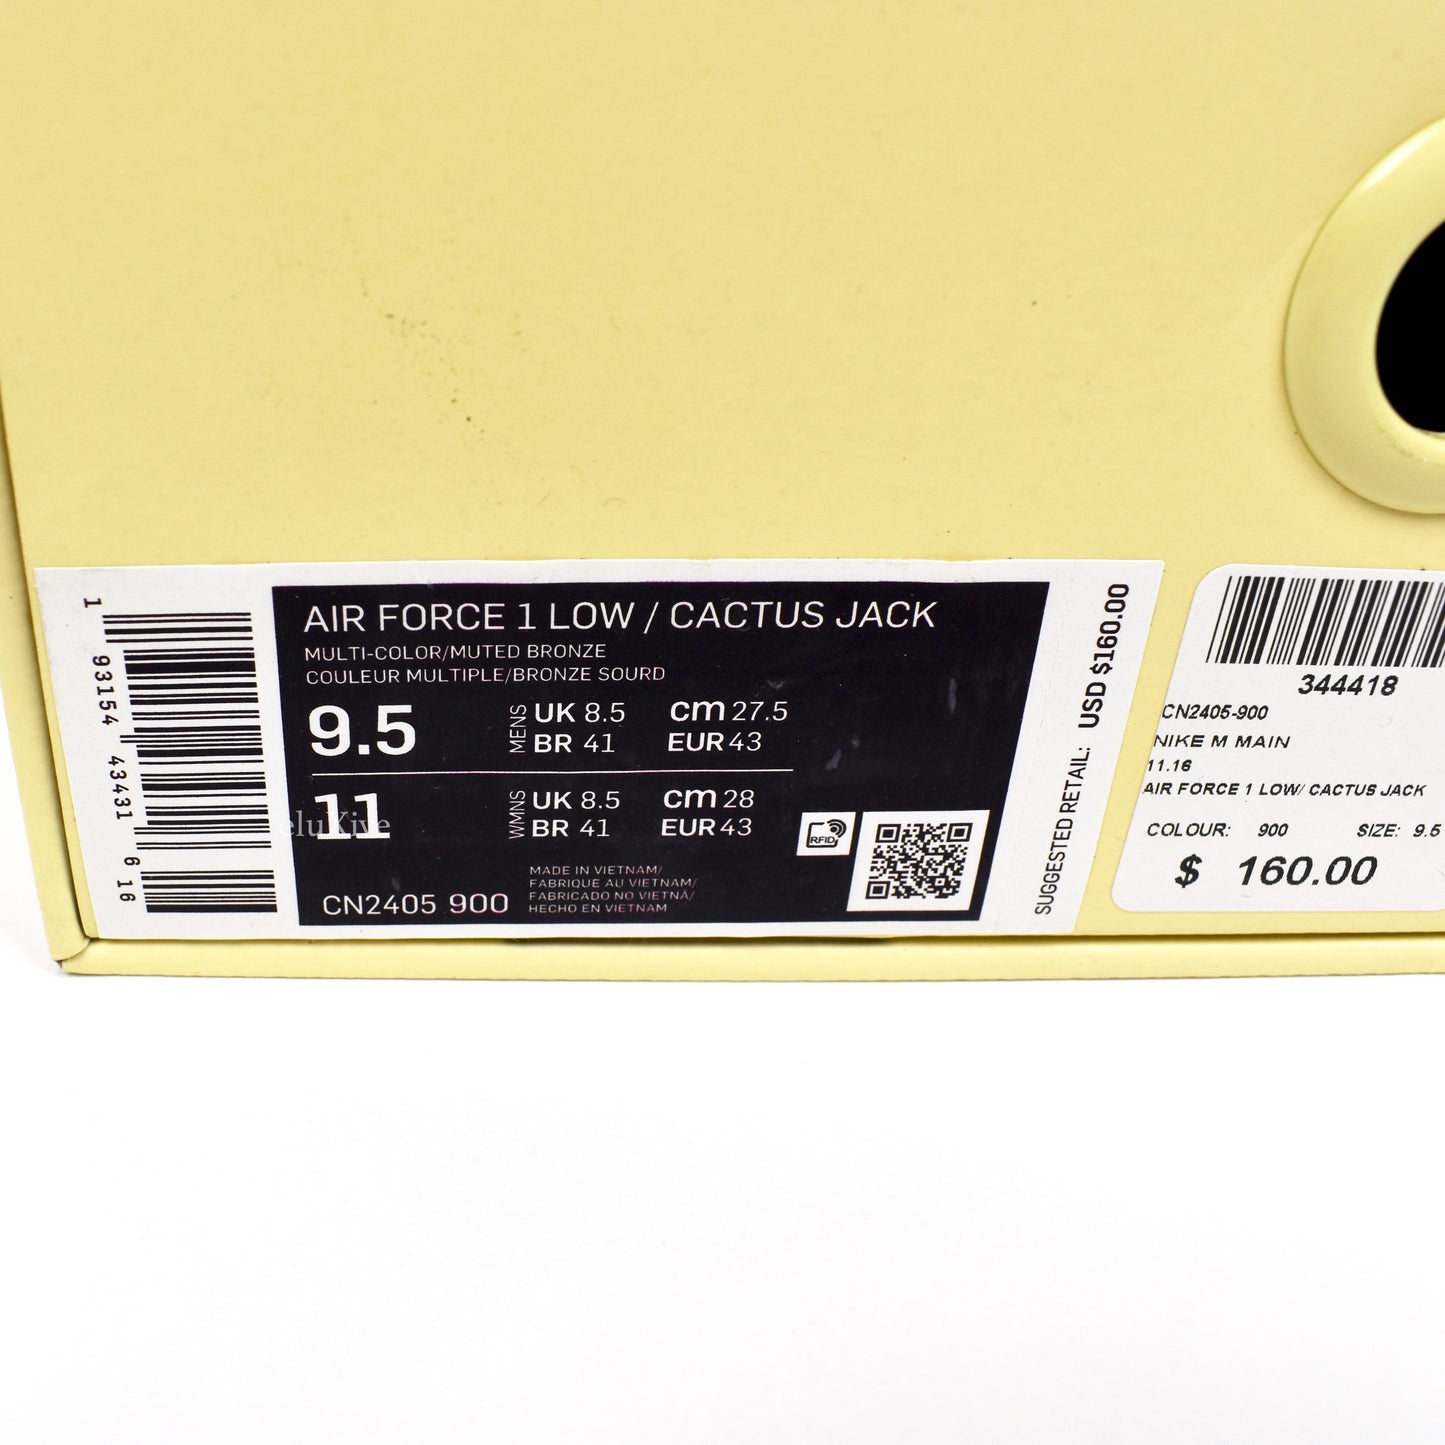 1 93154 43431 6 16
AIR FORCE 1 LOW / CACTUS JACK
MULTI-COLOR/MUTED BRONZE
COULEUR MULTIPLE/BRONZE SOURD
9.5
MENS
UK 8.5 cm 27.5
BR 41 EUR 43
11
WMNS
UK 8.5 cm 28
BR 41 EUR 43
CN2405 900
MADE IN VIETNAM/
FABRIQUE AU VIETNAM/
FABRICADO NO VIETNÃ/
HECHO EN VIETNAM
RFID
SUGGESTED RETAIL: USD $160.00
344418
CN2405-900
NIKE M MAIN
11.16
AIR FORCE 1 LOW/ CACTUS JACK
COLOUR: 900 SIZE: 9.5
$ 160.00